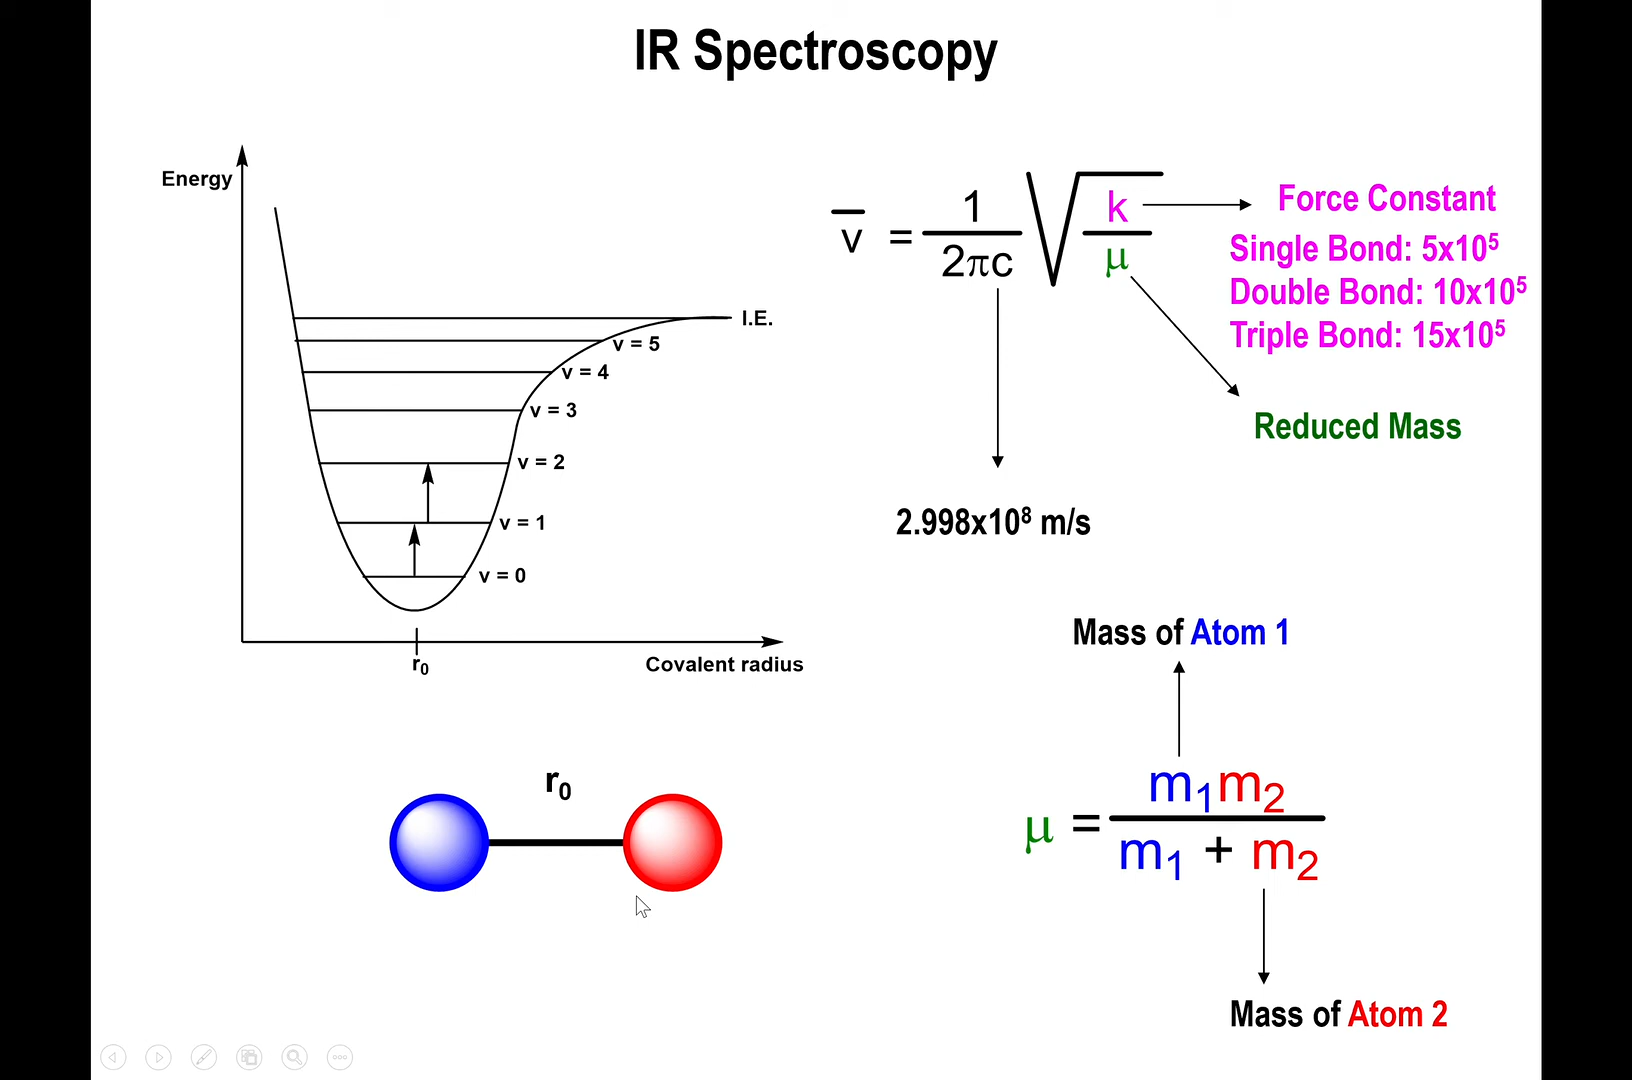 IR Spectroscopy
Energy
I.E.
v = 5
v = 4
v = 3
v = 2
v = 1
v = 0
r₀
Covalent radius
r₀
v̅ = 1/2πc √k/μ
Force Constant
Single Bond: 5x10⁵
Double Bond: 10x10⁵
Triple Bond: 15x10⁵
Reduced Mass
2.998x10⁸ m/s
Mass of Atom 1
μ = m₁m₂/m₁ + m₂
Mass of Atom 2